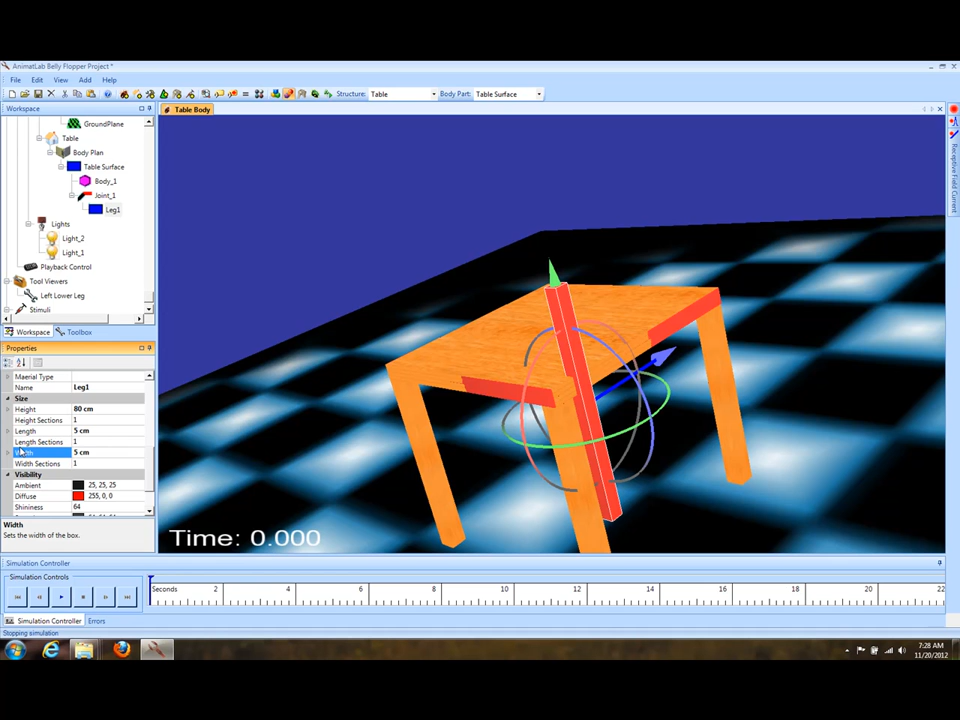 AnimatLab Belly Flopper Project *
File Edit View Add Help
Structure: Table Body Part: Table Surface
Workspace
Table Body
GroundPlane
Table
Body Plan
Table Surface
Body_1
Joint_1
Leg1
Lights
Light_2
Light_1
Playback Control
Tool Viewers
Left Lower Leg
Stimuli
Workspace Toolbox
Properties
Maerial Type
Name Leg1
Size
Height 80 cm
Height Sections 1
Length 5 cm
Length Sections 1
Width 5 cm
Width Sections 1
Visibility
Ambient 25, 25, 25
Diffuse 255, 0, 0
Shininess 64
Width
Sets the width of the box.
Time: 0.000
Receptive Field Current
Simulation Controller
Simulation Controls
Seconds 2 4 6 8 10 12 14 16 18 20 22
Simulation Controller Errors
Stopping simulation
7:28 AM
11/20/2012